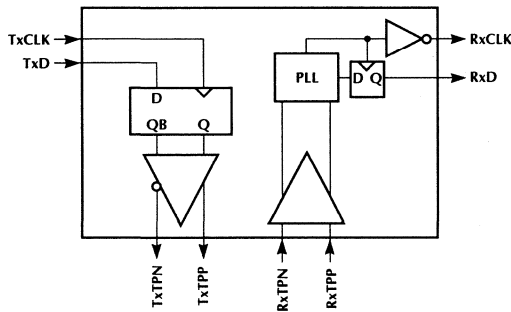 TxCLK
TxD
RxCLK
RxD
PLL
D Q
D
QB Q
TxTPN
TxTPP
RxTPN
RxTPP